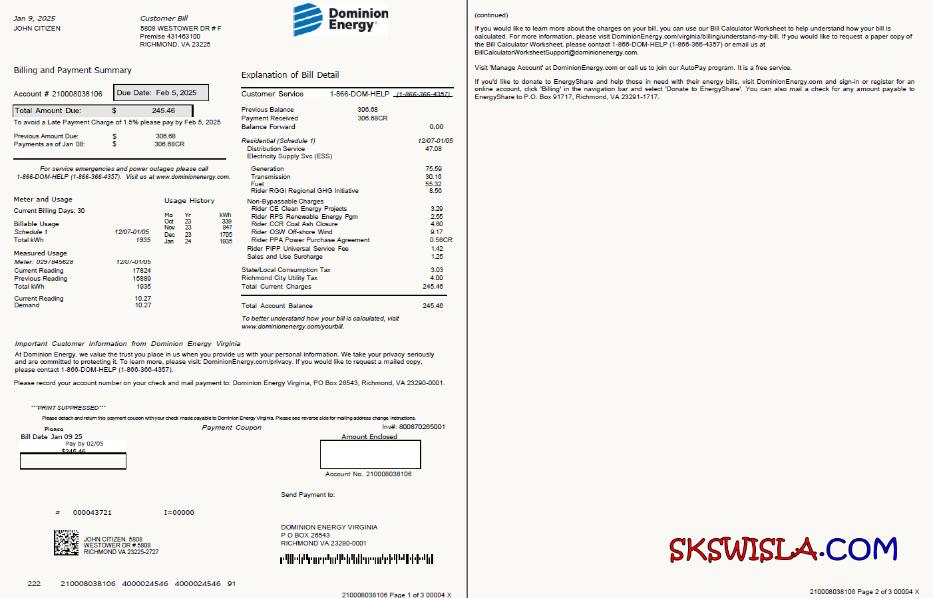 Jan 9, 2025
JOHN CITIZEN
Customer Bill
5808 WESTOWER DR # F
Premise 431463100
RICHMOND, VA 23225
Dominion
Energy®
Billing and Payment Summary
Account # 210008038106
Due Date: Feb 5, 2025
Total Amount Due: $ 245.46
To avoid a Late Payment Charge of 1.5% please pay by Feb 5, 2025
Previous Amount Due: $ 306.68
Payments as of Jan 08: $ 306.68CR
For service emergencies and power outages please call
1-866-DOM-HELP (1-866-366-4357). Visit us at www.dominionenergy.com.
Meter and Usage
Current Billing Days: 30
Billable Usage
Schedule 1 12/07-01/05
Total kWh 1935
Measured Usage
Meter: 0297845628 12/07-01/05
Current Reading 17824
Previous Reading 15889
Total kWh 1935
Current Reading 10.27
Demand 10.27
Usage History
Mo Yr kWh
Oct 23 339
Nov 23 847
Dec 23 1705
Jan 24 1935
Explanation of Bill Detail
Customer Service 1-866-DOM-HELP (1-866-366-4357)
Previous Balance 306.68
Payment Received 306.68CR
Balance Forward 0.00
Residential (Schedule 1) 12/07-01/05
Distribution Service 47.08
Electricity Supply Svc (ESS)
Generation 75.59
Transmission 30.16
Fuel 55.32
Rider RGGI Regional GHG Initiative 8.56
Non-Bypassable Charges
Rider CE Clean Energy Projects 3.29
Rider RPS Renewable Energy Pgm 2.55
Rider CCR Coal Ash Closure 4.60
Rider OSW Off-shore Wind 9.17
Rider PPA Power Purchase Agreement 0.56CR
Rider PIPP Universal Service Fee 1.42
Sales and Use Surcharge 1.25
State/Local Consumption Tax 3.03
Richmond City Utility Tax 4.00
Total Current Charges 245.46
Total Account Balance 245.46
To better understand how your bill is calculated, visit
www.dominionenergy.com/yourbill.
Important Customer Information from Dominion Energy Virginia
At Dominion Energy, we value the trust you place in us when you provide us with your personal information. We take your privacy seriously
and are committed to protecting it. To learn more, please visit: DominionEnergy.com/privacy. If you would like to request a mailed copy,
please contact 1-866-DOM-HELP (1-866-366-4357).
Please record your account number on your check and mail payment to: Dominion Energy Virginia, PO Box 26543, Richmond, VA 23290-0001.
***PRINT SUPPRESSED***
Please detach and return this payment coupon with your check made payable to Dominion Energy Virginia. Please see reverse side for mailing address change instructions.
Payment Coupon
Inv#: 800870265001
Please
Bill Date Jan 09 25
Pay by 02/05
$245.46
Amount Enclosed
Account No. 210008038106
Send Payment to:
# 000043721 I=00000
JOHN CITIZEN 5808
WESTOWER DR # 5808
RICHMOND VA 23225-2727
DOMINION ENERGY VIRGINIA
P O BOX 26543
RICHMOND VA 23290-0001
222 210008038106 4000024546 4000024546 91
210008038106 Page 1 of 3 00004 X
(continued)
If you would like to learn more about the charges on your bill, you can use our Bill Calculator Worksheet to help understand how your bill is
calculated. For more information, please visit DominionEnergy.com/virginia/billing/understand-my-bill. If you would like to request a paper copy of
the Bill Calculator Worksheet, please contact 1-866-DOM-HELP (1-866-366-4357) or email us at
BillCalculatorWorksheetSupport@dominionenergy.com.
Visit 'Manage Account' at DominionEnergy.com or call us to join our AutoPay program. It is a free service.
If you'd like to donate to EnergyShare and help those in need with their energy bills, visit DominionEnergy.com and sign-in or register for an
online account, click 'Billing' in the navigation bar and select 'Donate to EnergyShare'. You can also mail a check for any amount payable to
EnergyShare to P.O. Box 91717, Richmond, VA 23291-1717.
SKSWISLA.COM
210008038106 Page 2 of 3 00004 X